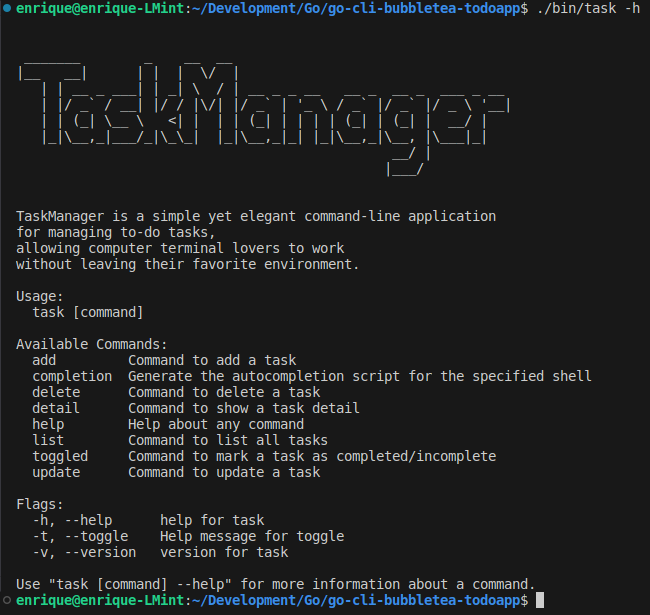 enrique@enrique-LMint:~/Development/Go/go-cli-bubbletea-todoapp$ ./bin/task -h
TaskManager
TaskManager is a simple yet elegant command-line application
for managing to-do tasks,
allowing computer terminal lovers to work
without leaving their favorite environment.
Usage:
  task [command]
Available Commands:
  add         Command to add a task
  completion  Generate the autocompletion script for the specified shell
  delete      Command to delete a task
  detail      Command to show a task detail
  help        Help about any command
  list        Command to list all tasks
  toggled     Command to mark a task as completed/incomplete
  update      Command to update a task
Flags:
  -h, --help      help for task
  -t, --toggle    Help message for toggle
  -v, --version   version for task
Use "task [command] --help" for more information about a command.
enrique@enrique-LMint:~/Development/Go/go-cli-bubbletea-todoapp$